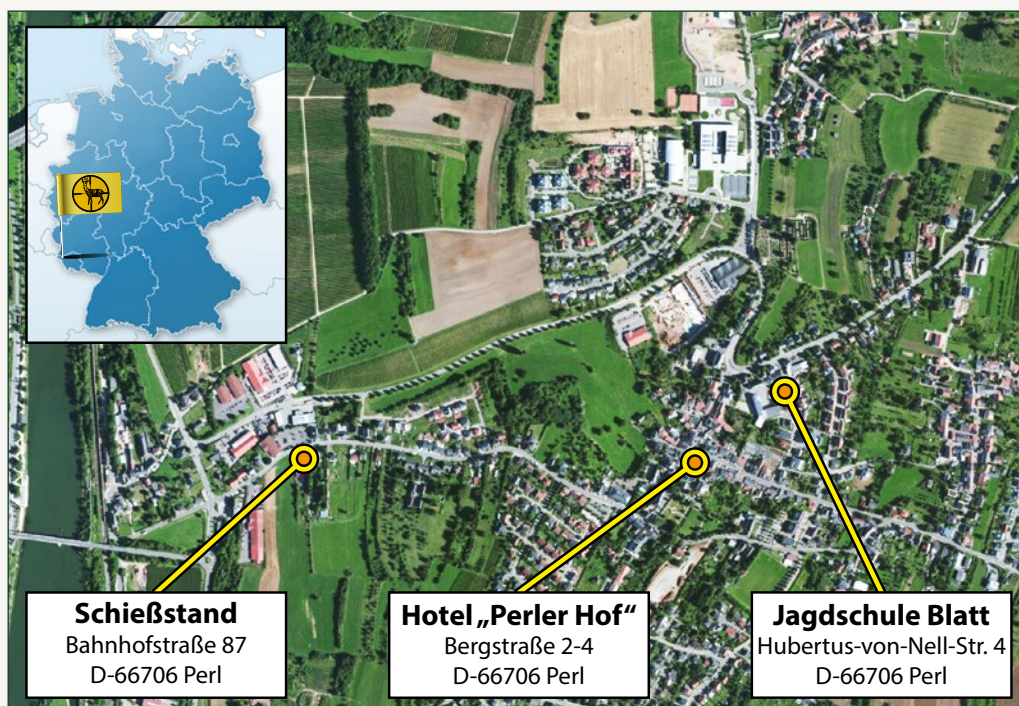 Schießstand
Bahnhofstraße 87
D-66706 Perl
Hotel „Perler Hof“
Bergstraße 2-4
D-66706 Perl
Jagdschule Blatt
Hubertus-von-Nell-Str. 4
D-66706 Perl